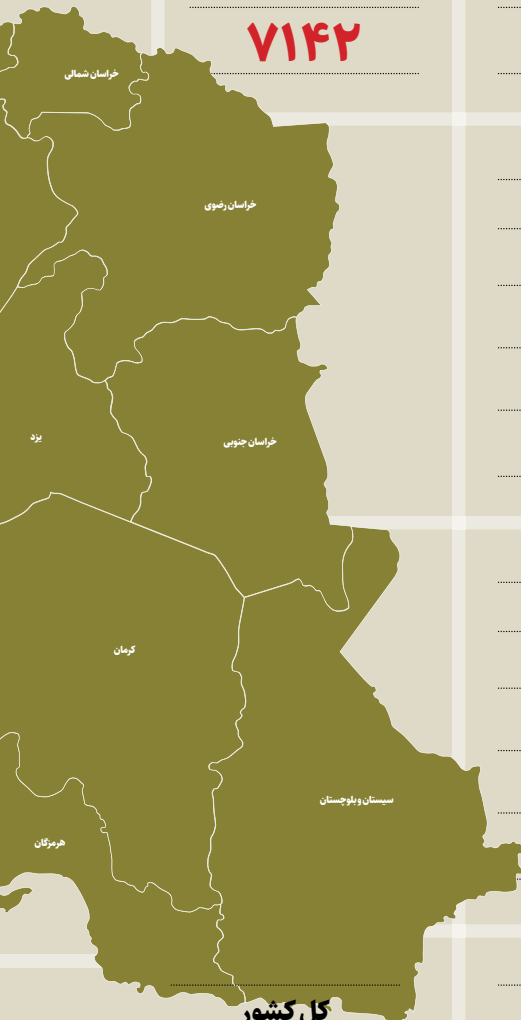 ۷۱۴۲
خراسان شمالی
خراسان رضوی
یزد
خراسان جنوبی
کرمان
سیستان و بلوچستان
هرمزگان
کل کشور